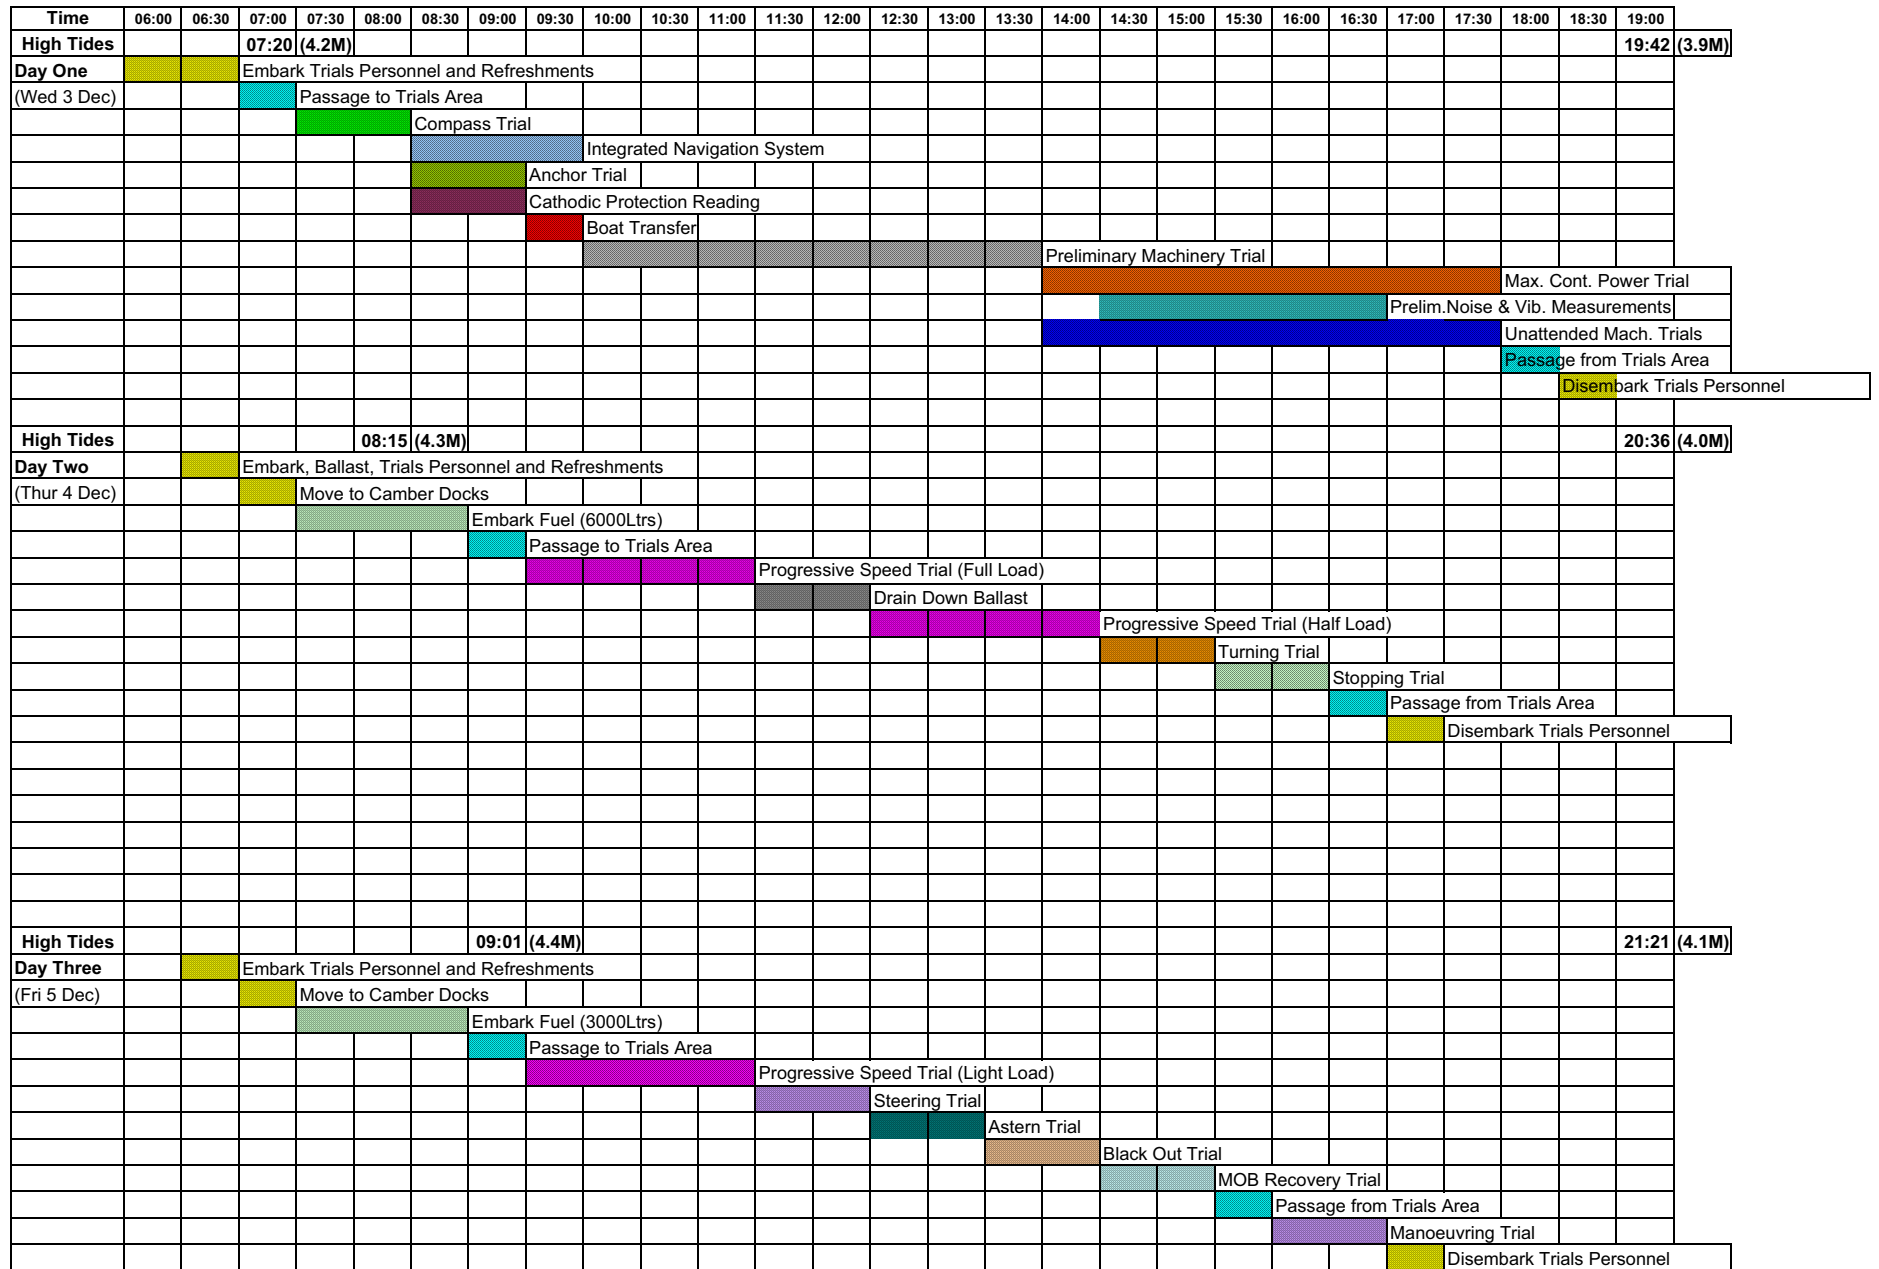 Time 06:00 06:30 07:00 07:30 08:00 08:30 09:00 09:30 10:00 10:30 11:00 11:30 12:00 12:30 13:00 13:30 14:00 14:30 15:00 15:30 16:00 16:30 17:00 17:30 18:00 18:30 19:00
High Tides 07:20 (4.2M) 19:42 (3.9M)
Day One Embark Trials Personnel and Refreshments
(Wed 3 Dec) Passage to Trials Area
Compass Trial
Integrated Navigation System
Anchor Trial
Cathodic Protection Reading
Boat Transfer
Preliminary Machinery Trial
Max. Cont. Power Trial
Prelim.Noise & Vib. Measurements
Unattended Mach. Trials
Passage from Trials Area
Disembark Trials Personnel
High Tides 08:15 (4.3M) 20:36 (4.0M)
Day Two Embark, Ballast, Trials Personnel and Refreshments
(Thur 4 Dec) Move to Camber Docks
Embark Fuel (6000Ltrs)
Passage to Trials Area
Progressive Speed Trial (Full Load)
Drain Down Ballast
Progressive Speed Trial (Half Load)
Turning Trial
Stopping Trial
Passage from Trials Area
Disembark Trials Personnel
High Tides 09:01 (4.4M) 21:21 (4.1M)
Day Three Embark Trials Personnel and Refreshments
(Fri 5 Dec) Move to Camber Docks
Embark Fuel (3000Ltrs)
Passage to Trials Area
Progressive Speed Trial (Light Load)
Steering Trial
Astern Trial
Black Out Trial
MOB Recovery Trial
Passage from Trials Area
Manoeuvring Trial
Disembark Trials Personnel